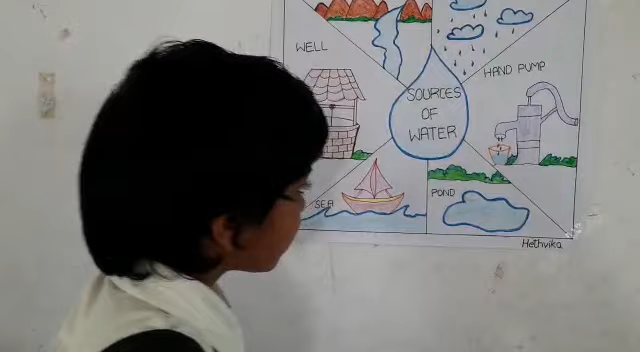 WELL
HAND PUMP
SOURCES
OF
WATER
SEA
POND
Hethvika